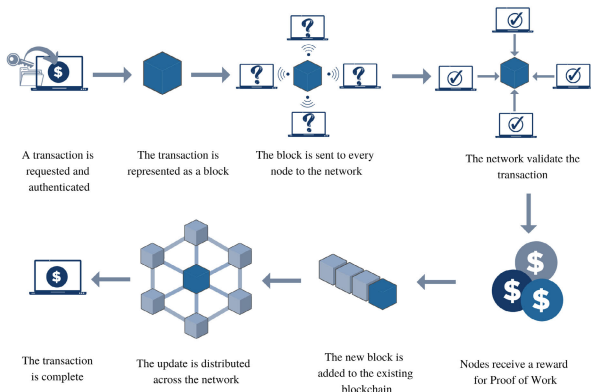 A transaction is
requested and
authenticated
The transaction is
represented as a block
The block is sent to every
node to the network
The network validate the
transaction
Nodes receive a reward
for Proof of Work
The new block is
added to the existing
blockchain
The update is distributed
across the network
The transaction
is complete